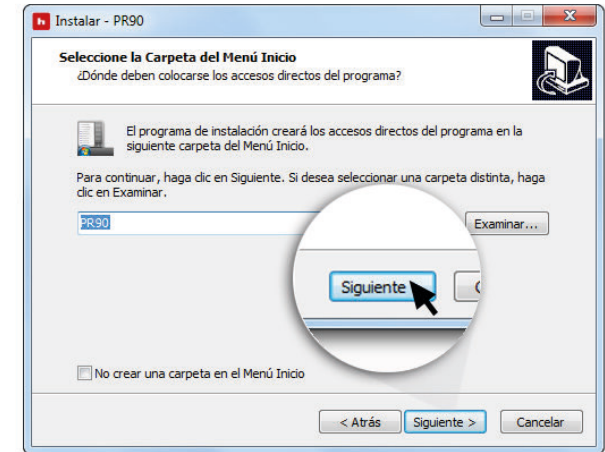 Instalar - PR90
Seleccione la Carpeta del Menú Inicio
¿Dónde deben colocarse los accesos directos del programa?
El programa de instalación creará los accesos directos del programa en la
siguiente carpeta del Menú Inicio.
Para continuar, haga clic en Siguiente. Si desea seleccionar una carpeta distinta, haga
clic en Examinar.
PR90
Examinar...
Siguiente
No crear una carpeta en el Menú Inicio
< Atrás
Siguiente >
Cancelar